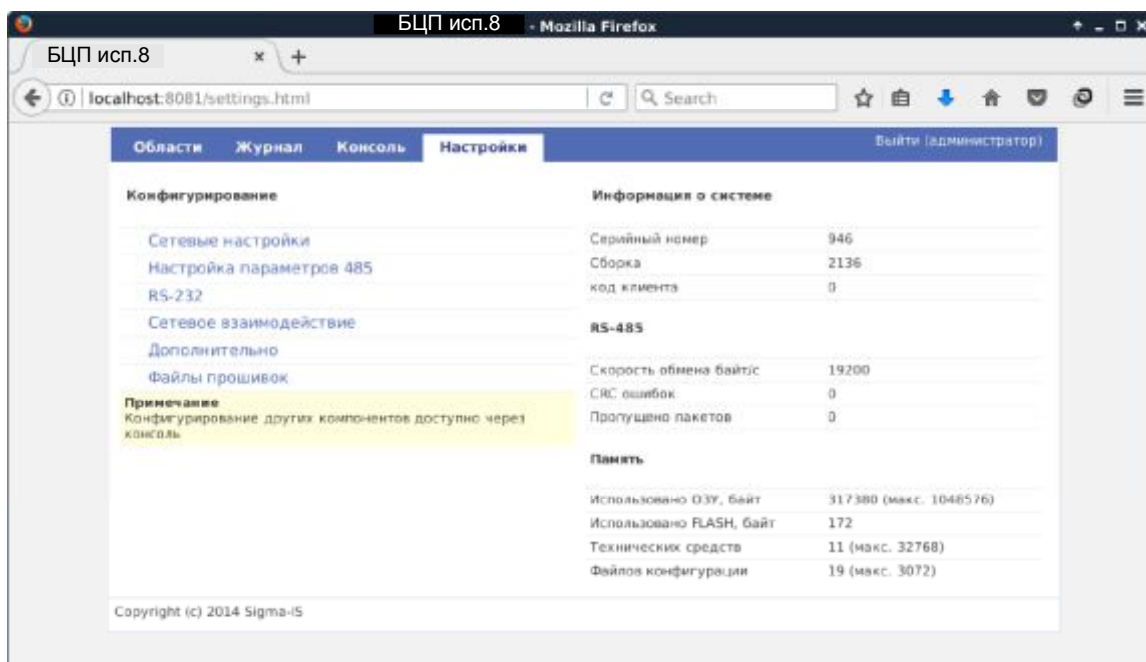 БЦП исп.8 - Mozilla Firefox
БЦП исп.8
localhost:8081/settings.html
Search
Области Журнал Консоль Настройки
Выйти (администратор)
Конфигурирование
Сетевые настройки
Настройка параметров 485
RS-232
Сетевое взаимодействие
Дополнительно
Файлы прошивок
Примечание
Конфигурирование других компонентов доступно через
консоль
Информация о системе
Серийный номер 946
Сборка 2136
код клиента 0
RS-485
Скорость обмена байт/с 19200
CRC ошибок 0
Пропущено пакетов 0
Память
Использовано ОЗУ, байт 317380 (макс. 1048576)
Использовано FLASH, байт 172
Технических средств 11 (макс. 32768)
Файлов конфигурации 19 (макс. 3072)
Copyright (c) 2014 Sigma-IS